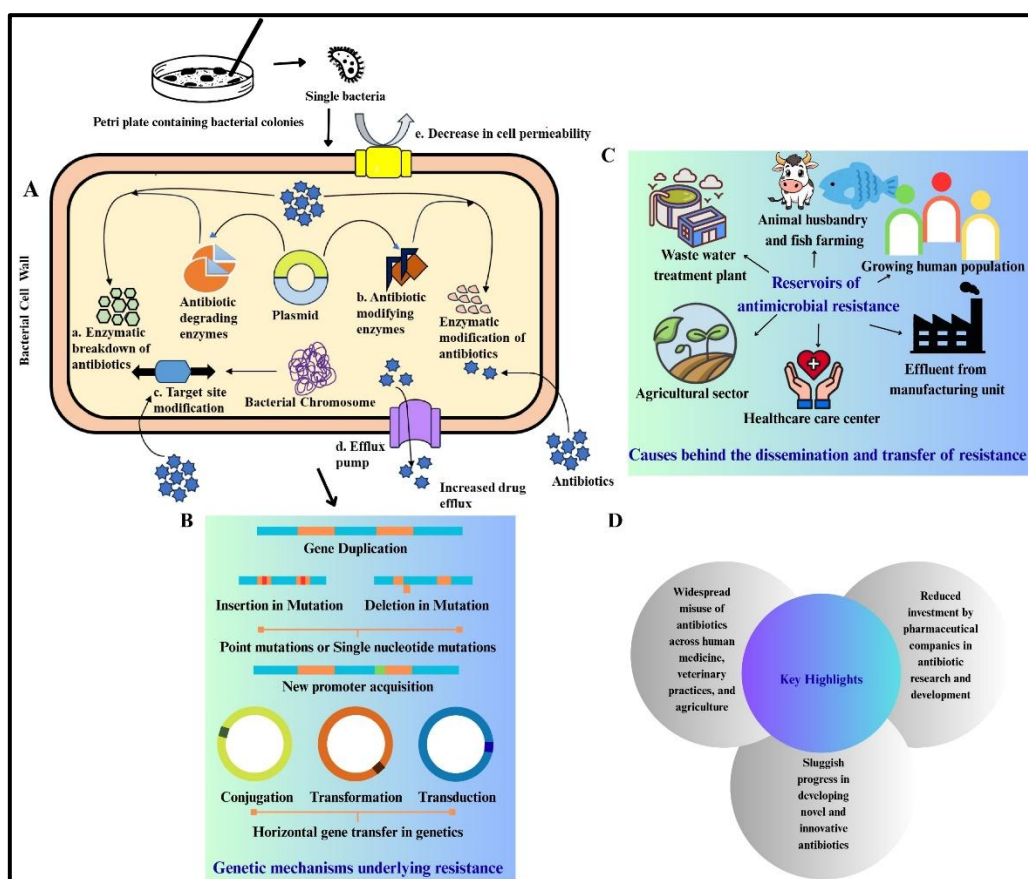 Petri plate containing bacterial colonies
Single bacteria
e. Decrease in cell permeability
A
Bacterial Cell Wall
Antibiotic
degrading
enzymes
Plasmid
b. Antibiotic
modifying
enzymes
a. Enzymatic
breakdown of
antibiotics
Enzymatic
modification of
antibiotics
c. Target site
modification
Bacterial Chromosome
d. Efflux
pump
Increased drug
efflux
Antibiotics
B
Gene Duplication
Insertion in Mutation
Deletion in Mutation
Point mutations or Single nucleotide mutations
New promoter acquisition
Conjugation
Transformation
Transduction
Horizontal gene transfer in genetics
Genetic mechanisms underlying resistance
C
Waste water
treatment plant
Animal husbandry
and fish farming
Growing human population
Reservoirs of
antimicrobial resistance
Agricultural sector
Healthcare care center
Effluent from
manufacturing unit
Causes behind the dissemination and transfer of resistance
D
Widespread
misuse of
antibiotics
across human
medicine,
veterinary
practices, and
agriculture
Key Highlights
Reduced
investment by
pharmaceutical
companies in
antibiotic
research and
development
Sluggish
progress in
developing
novel and
innovative
antibiotics